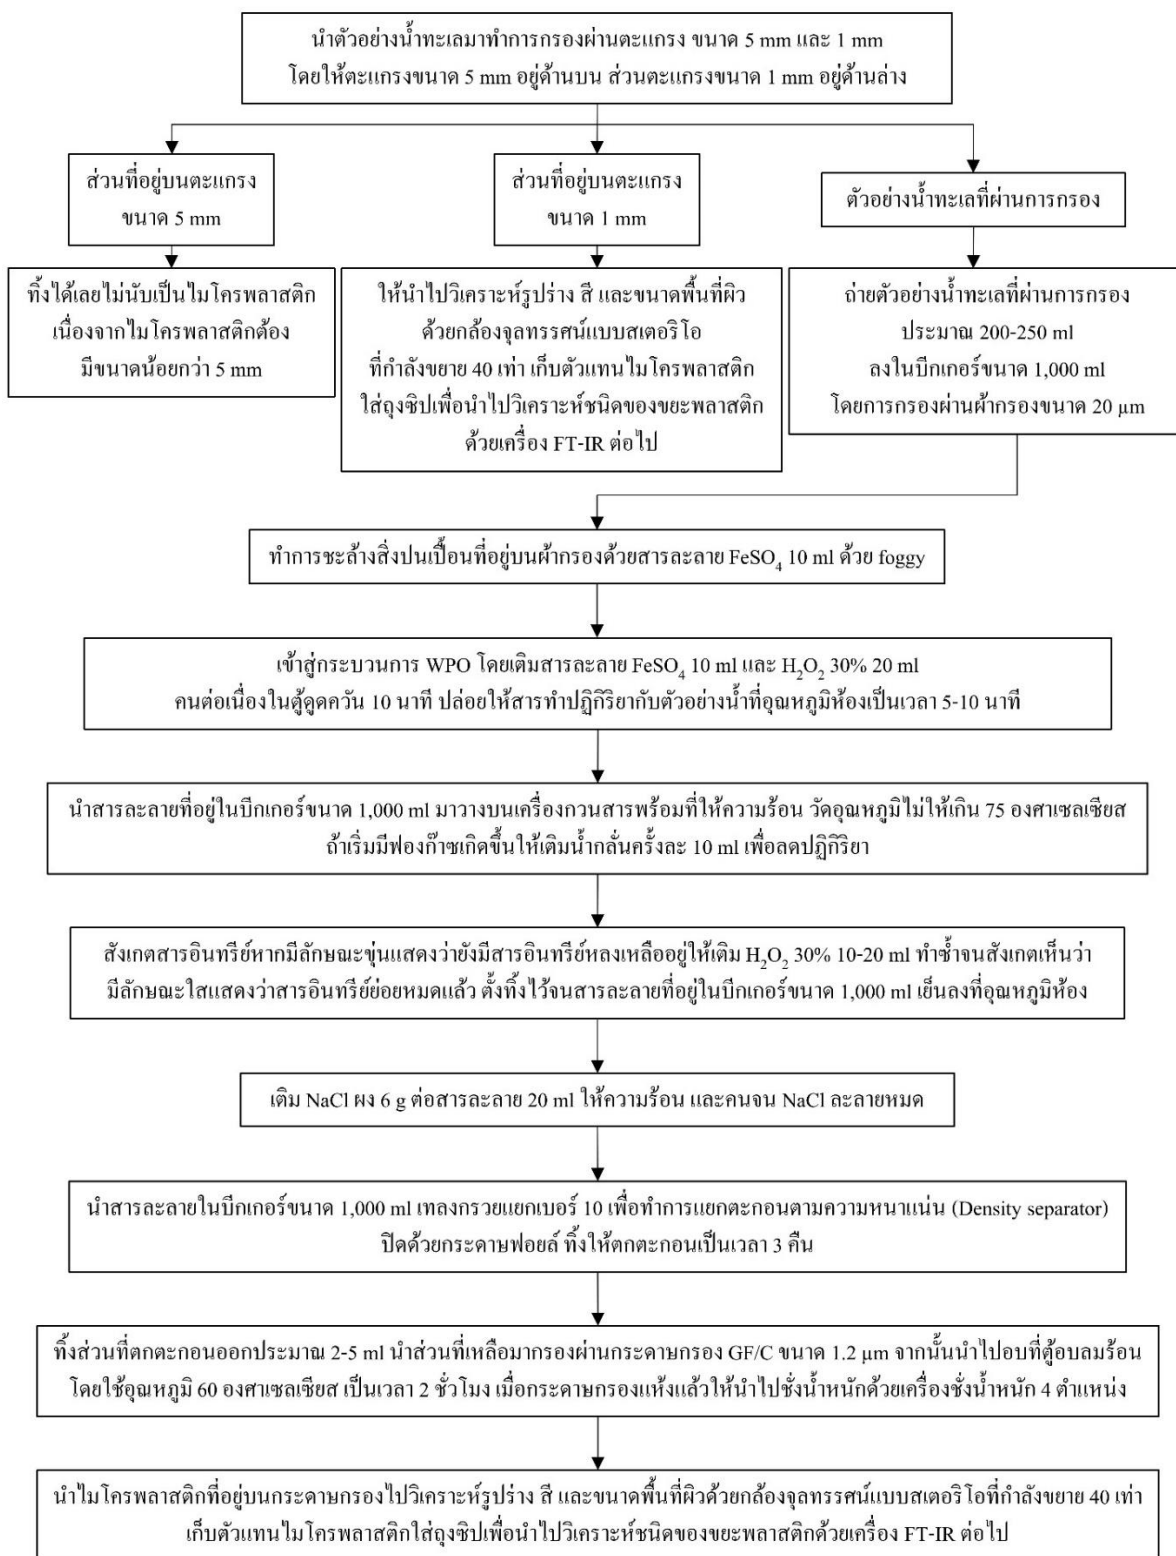 นำตัวอย่างน้ำทะเลมาทำการกรองผ่านตะแกรง ขนาด 5 mm และ 1 mm
โดยให้ตะแกรงขนาด 5 mm อยู่ด้านบน ส่วนตะแกรงขนาด 1 mm อยู่ด้านล่าง
ส่วนที่อยู่บนตะแกรง
ขนาด 5 mm
ส่วนที่อยู่บนตะแกรง
ขนาด 1 mm
ตัวอย่างน้ำทะเลที่ผ่านการกรอง
ทิ้งได้เลยไม่นับเป็นไมโครพลาสติก
เนื่องจากไมโครพลาสติกต้อง
มีขนาดน้อยกว่า 5 mm
ให้นำไปวิเคราะห์รูปร่าง สี และขนาดพื้นที่ผิว
ด้วยกล้องจุลทรรศน์แบบสเตอริโอ
ที่กำลังขยาย 40 เท่า เก็บตัวแทนไมโครพลาสติก
ใส่ถุงซิปเพื่อนำไปวิเคราะห์ชนิดของขยะพลาสติก
ด้วยเครื่อง FT-IR ต่อไป
ถ่ายตัวอย่างน้ำทะเลที่ผ่านการกรอง
ประมาณ 200-250 ml
ลงในบีกเกอร์ขนาด 1,000 ml
โดยการกรองผ่านผ้ากรองขนาด 20 µm
ทำการชะล้างสิ่งปนเปื้อนที่อยู่บนผ้ากรองด้วยสารละลาย FeSO₄ 10 ml ด้วย foggy
เข้าสู่กระบวนการ WPO โดยเติมสารละลาย FeSO₄ 10 ml และ H₂O₂ 30% 20 ml
คนต่อเนื่องในตู้ดูดควัน 10 นาที ปล่อยให้สารทำปฏิกิริยากับตัวอย่างน้ำที่อุณหภูมิห้องเป็นเวลา 5-10 นาที
นำสารละลายที่อยู่ในบีกเกอร์ขนาด 1,000 ml มาวางบนเครื่องกวนสารพร้อมที่ให้ความร้อน วัดอุณหภูมิไม่ให้เกิน 75 องศาเซลเซียส
ถ้าเริ่มมีฟองก๊าซเกิดขึ้นให้เติมน้ำกลั่นครั้งละ 10 ml เพื่อลดปฏิกิริยา
สังเกตสารอินทรีย์หากมีลักษณะขุ่นแสดงว่ายังมีสารอินทรีย์หลงเหลืออยู่ให้เติม H₂O₂ 30% 10-20 ml ทำซ้ำจนสังเกตเห็นว่า
มีลักษณะใสแสดงว่าสารอินทรีย์ย่อยหมดแล้ว ตั้งทิ้งไว้จนสารละลายที่อยู่ในบีกเกอร์ขนาด 1,000 ml เย็นลงที่อุณหภูมิห้อง
เติม NaCl ผง 6 g ต่อสารละลาย 20 ml ให้ความร้อน และคนจน NaCl ละลายหมด
นำสารละลายในบีกเกอร์ขนาด 1,000 ml เทลงกรวยแยกเบอร์ 10 เพื่อทำการแยกตะกอนตามความหนาแน่น (Density separator)
ปิดด้วยกระดาษฟอยล์ ทิ้งให้ตกตะกอนเป็นเวลา 3 คืน
ทิ้งส่วนที่ตกตะกอนออกประมาณ 2-5 ml นำส่วนที่เหลือมากรองผ่านกระดาษกรอง GF/C ขนาด 1.2 µm จากนั้นนำไปอบที่ตู้อบลมร้อน
โดยใช้อุณหภูมิ 60 องศาเซลเซียส เป็นเวลา 2 ชั่วโมง เมื่อกระดาษกรองแห้งแล้วให้นำไปชั่งน้ำหนักด้วยเครื่องชั่งน้ำหนัก 4 ตำแหน่ง
นำไมโครพลาสติกที่อยู่บนกระดาษกรองไปวิเคราะห์รูปร่าง สี และขนาดพื้นที่ผิวด้วยกล้องจุลทรรศน์แบบสเตอริโอที่กำลังขยาย 40 เท่า
เก็บตัวแทนไมโครพลาสติกใส่ถุงซิปเพื่อนำไปวิเคราะห์ชนิดของขยะพลาสติกด้วยเครื่อง FT-IR ต่อไป